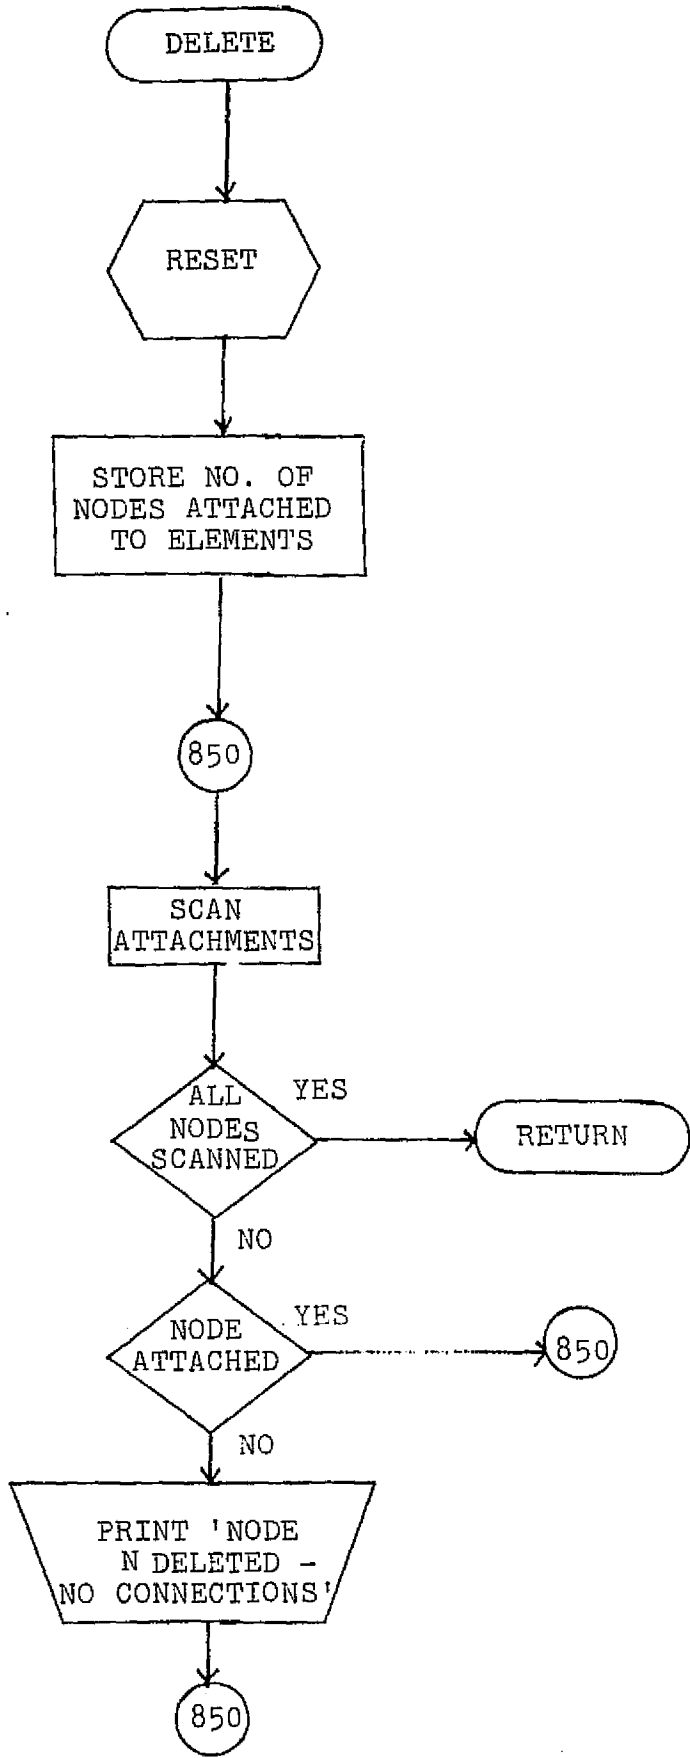 DELETE
RESET
STORE NO. OF
NODES ATTACHED
TO ELEMENTS
850
SCAN
ATTACHMENTS
ALL
NODES
SCANNED
YES
RETURN
NO
NODE
ATTACHED
YES
850
NO
PRINT 'NODE
N DELETED -
NO CONNECTIONS'
850